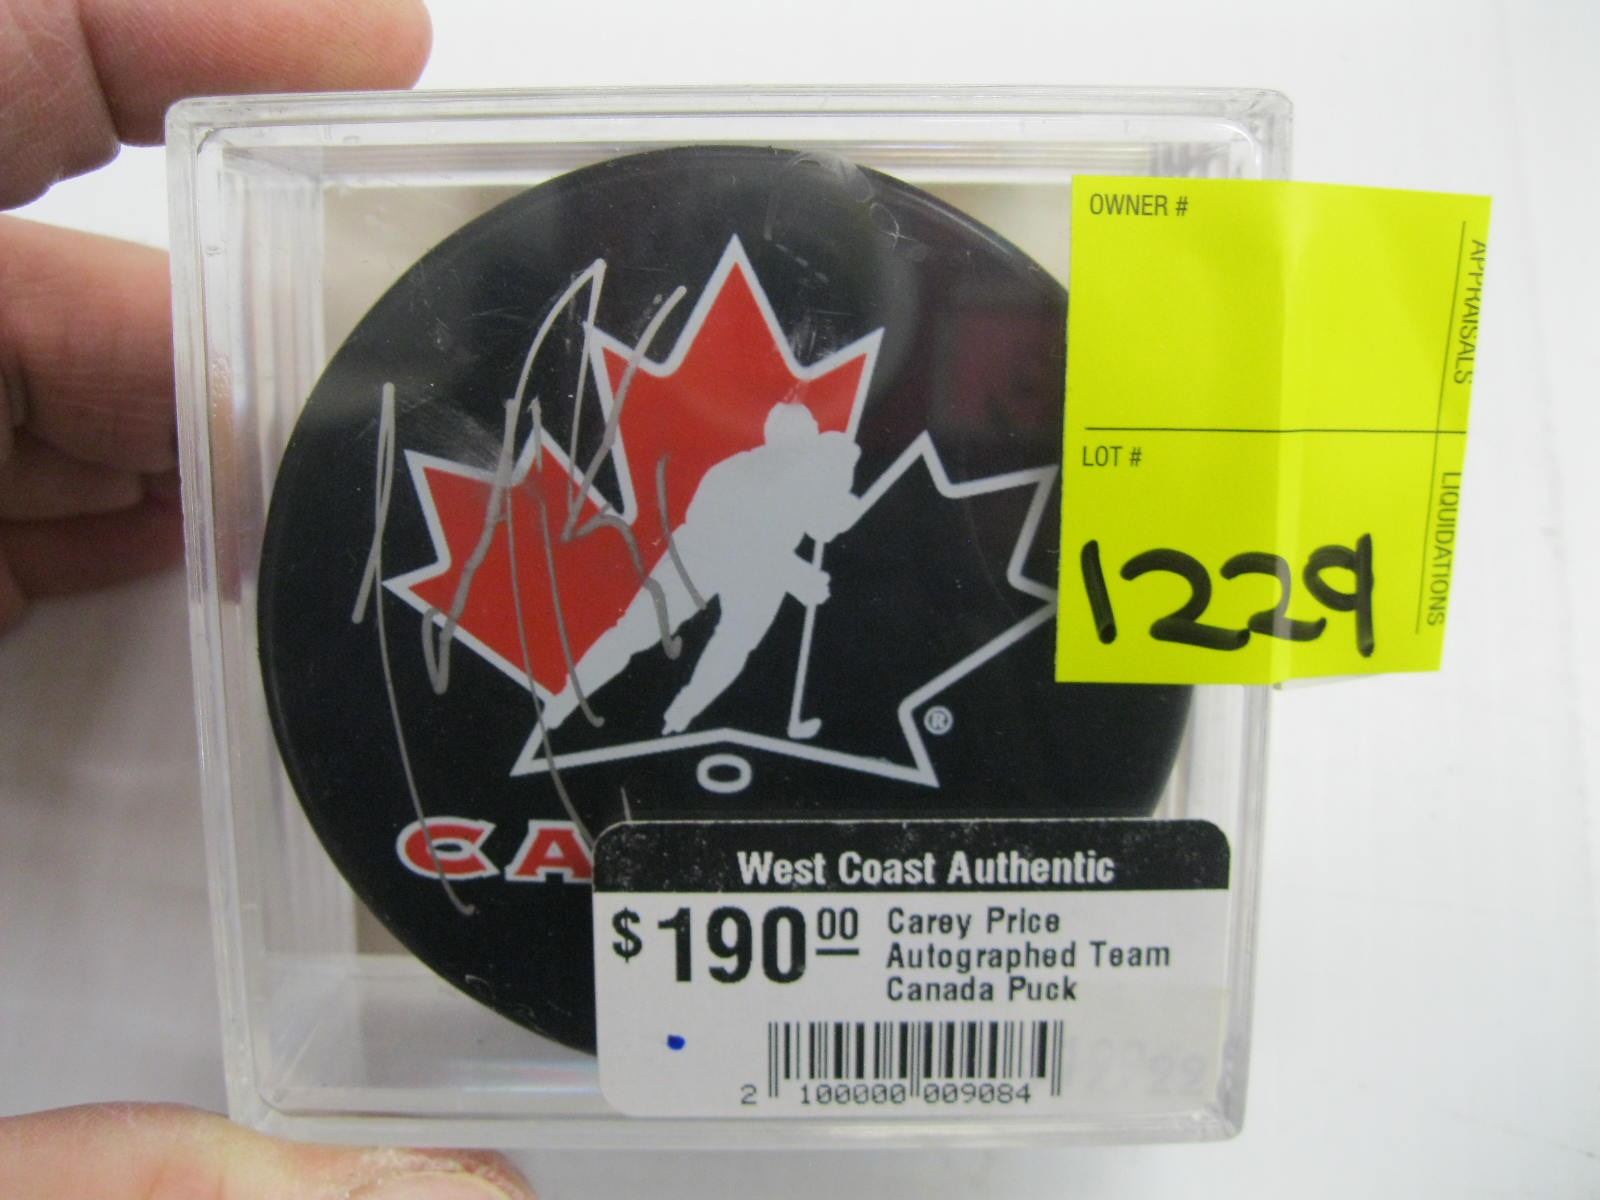 OWNER #
APPRAISALS
LOT #
LIQUIDATIONS
1229
®
CA
West Coast Authentic
$190.00 Carey Price
Autographed Team
Canada Puck
2 100000 009084